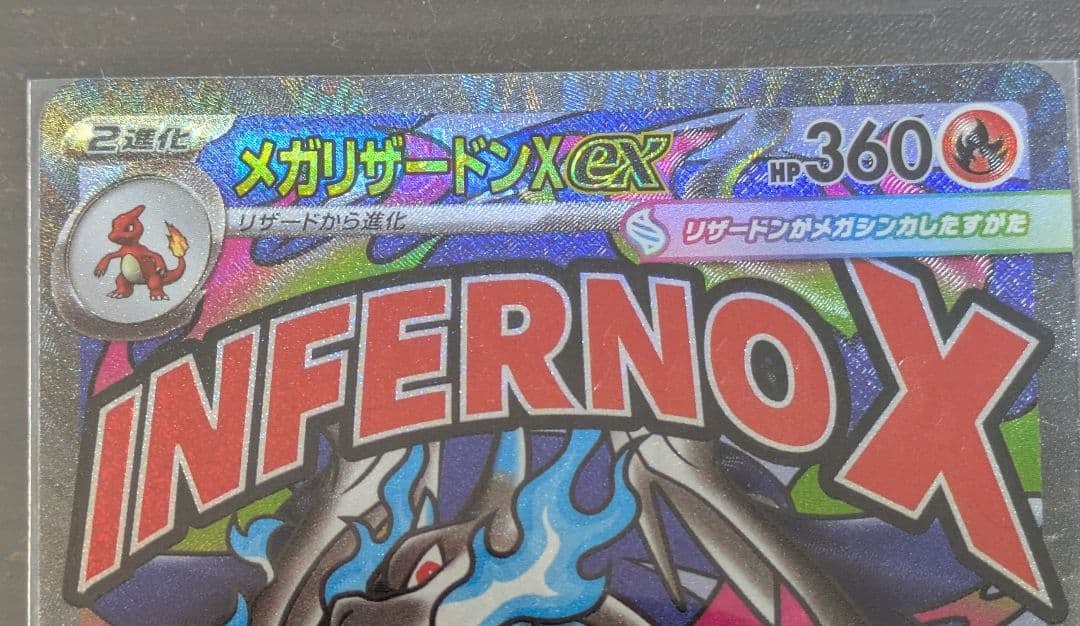 2進化
メガリザードンXex
HP360
リザードから進化
リザードンがメガシンカしたすがた
INFERNO X